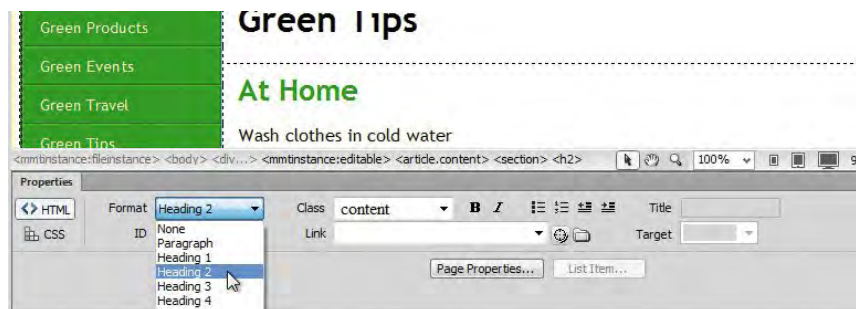 Green Products
Green Tips
Green Events
At Home
Green Travel
Wash clothes in cold water
Green Tips
<mmtinstance:fileinstance> <body> <div...> <mmtinstance:editable> <article.content> <section> <h2> 100%
Properties
<> HTML Format Heading 2 Class content B I Title
CSS ID Link Target
None
Paragraph
Heading 1
Heading 2
Heading 3
Heading 4
Page Properties... List Item...